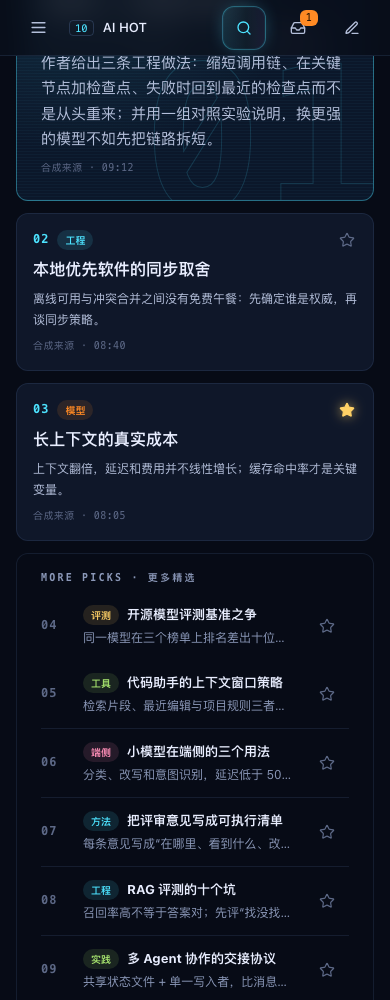 10 AI HOT 1
作者给出三条工程做法：缩短调用链、在关键
节点加检查点、失败时回到最近的检查点而不
是从头重来；并用一组对照实验说明，换更强
的模型不如先把链路拆短。
合成来源 · 09:12
02 工程
本地优先软件的同步取舍
离线可用与冲突合并之间没有免费午餐：先确定谁是权威，再
谈同步策略。
合成来源 · 08:40
03 模型
长上下文的真实成本
上下文翻倍，延迟和费用并不线性增长；缓存命中率才是关键
变量。
合成来源 · 08:05
MORE PICKS · 更多精选
04 评测 开源模型评测基准之争
同一模型在三个榜单上排名差出十位…
05 工具 代码助手的上下文窗口策略
检索片段、最近编辑与项目规则三者…
06 端侧 小模型在端侧的三个用法
分类、改写和意图识别，延迟低于 50…
07 方法 把评审意见写成可执行清单
每条意见写成“在哪里、看到什么、改…
08 工程 RAG 评测的十个坑
召回率高不等于答案对；先评“找没找…
09 实践 多 Agent 协作的交接协议
共享状态文件 + 单一写入者，比消息…